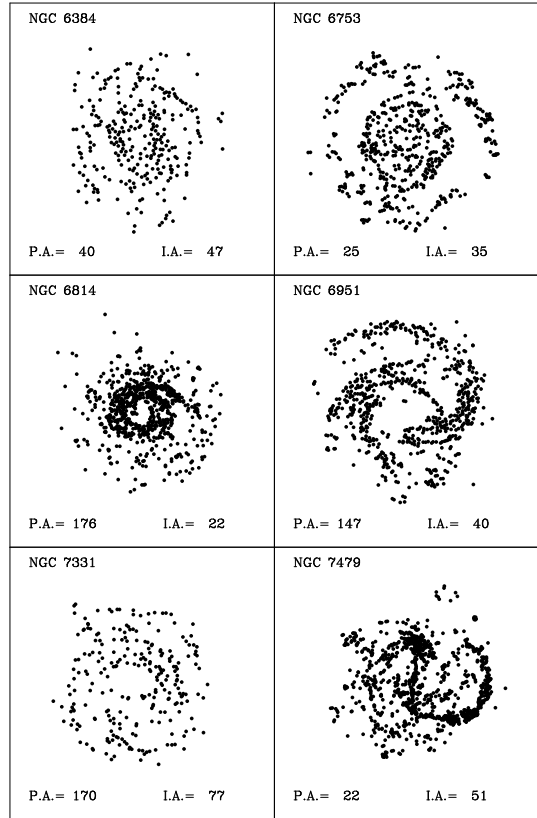 NGC 6384
P.A.= 40 I.A.= 47
NGC 6753
P.A.= 25 I.A.= 35
NGC 6814
P.A.= 176 I.A.= 22
NGC 6951
P.A.= 147 I.A.= 40
NGC 7331
P.A.= 170 I.A.= 77
NGC 7479
P.A.= 22 I.A.= 51